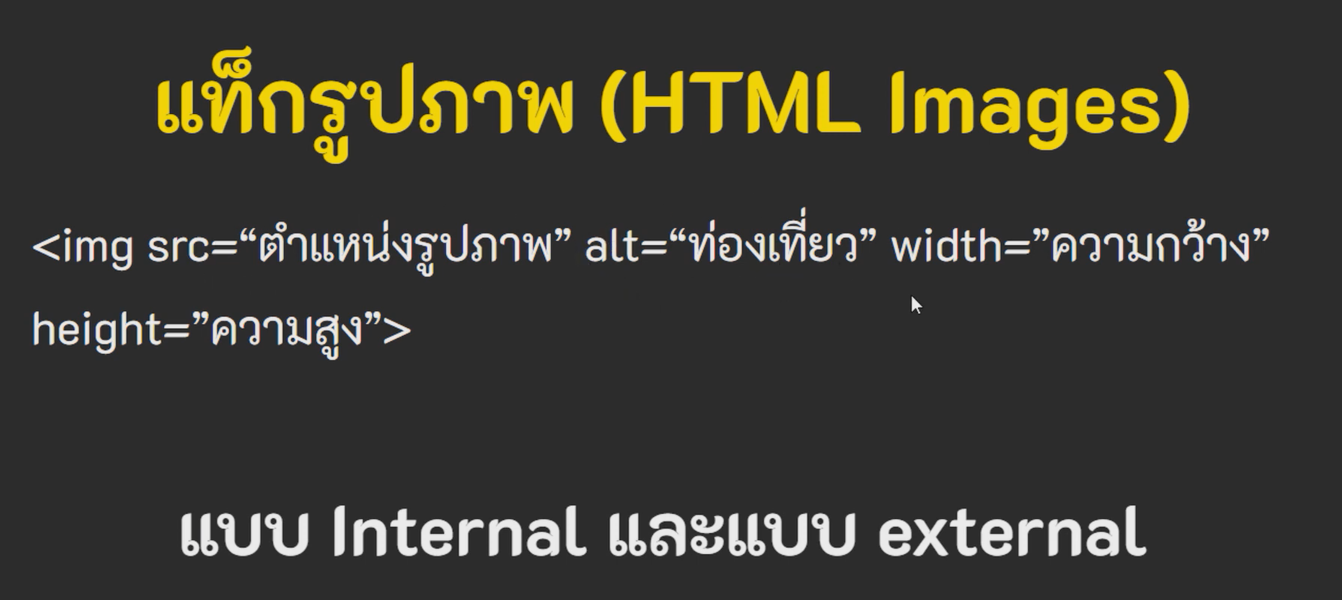 แท็กรูปภาพ (HTML Images)
<img src=“ตำแหน่งรูปภาพ” alt=“ท่องเที่ยว” width=”ความกว้าง”
height=”ความสูง”>
แบบ Internal และแบบ external